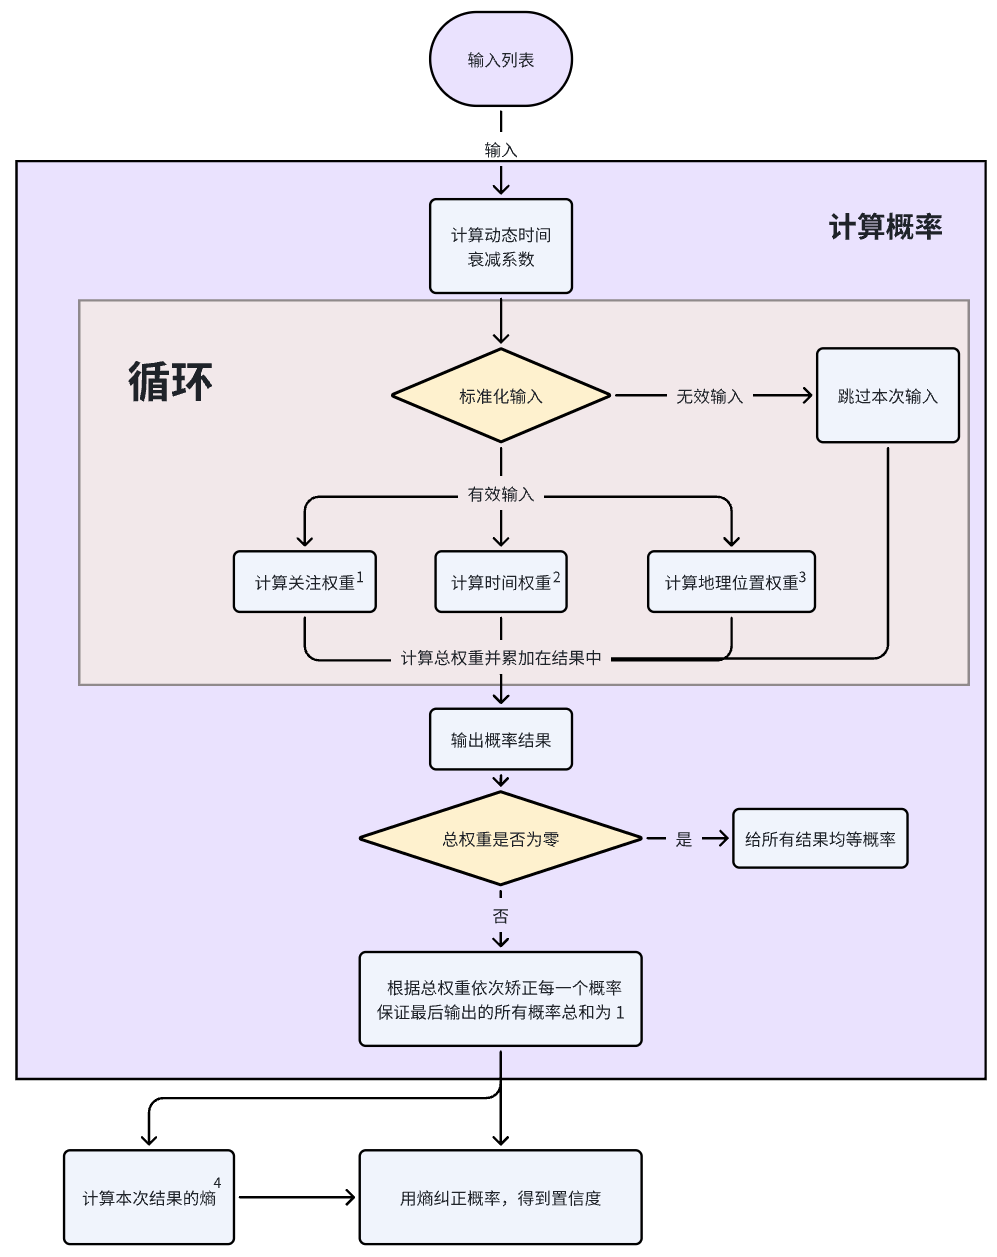 输入列表
输入
计算概率
计算动态时间
衰减系数
循环
标准化输入
无效输入
跳过本次输入
有效输入
计算关注权重1
计算时间权重2
计算地理位置权重3
计算总权重并累加在结果中
输出概率结果
总权重是否为零
是
给所有结果均等概率
否
根据总权重依次矫正每一个概率
保证最后输出的所有概率总和为 1
计算本次结果的熵4
用熵纠正概率，得到置信度